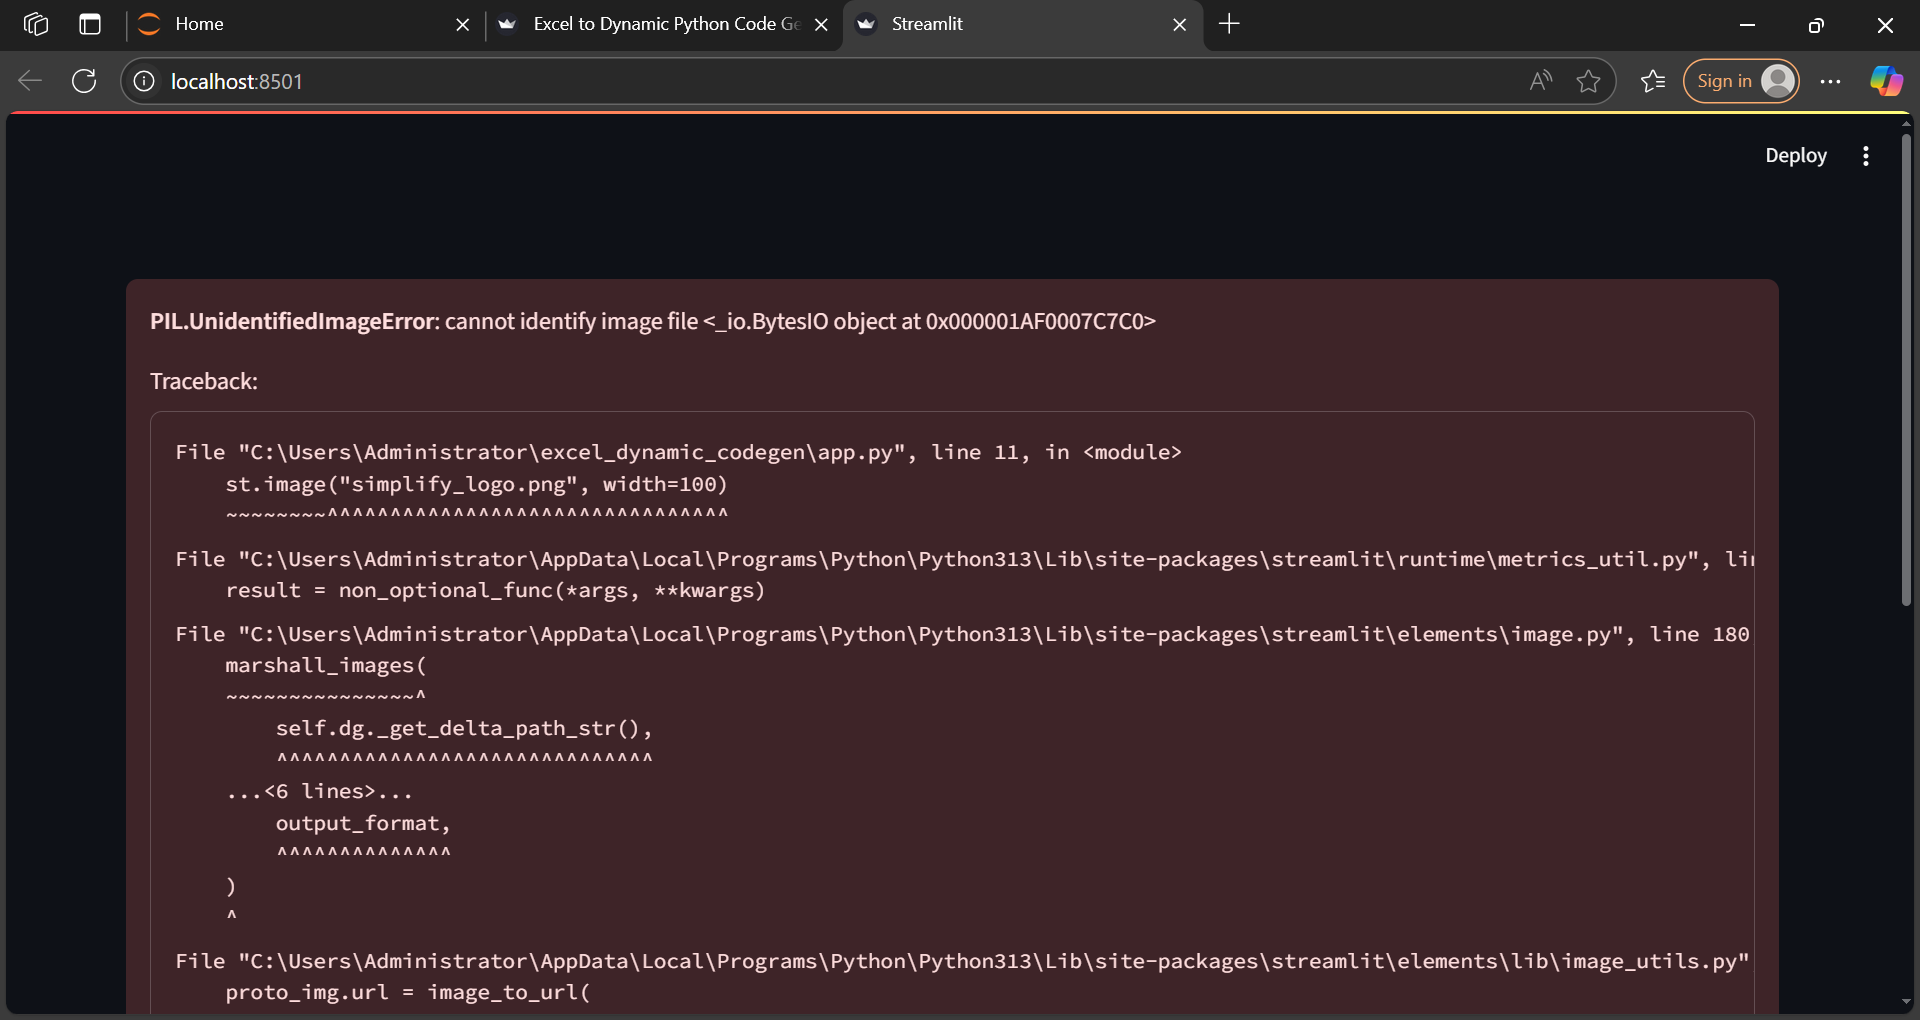 Home
Excel to Dynamic Python Code Ge
Streamlit
localhost:8501
Sign in
Deploy
PIL.UnidentifiedImageError: cannot identify image file <_io.BytesIO object at 0x000001AF0007C7C0>
Traceback:
File "C:\Users\Administrator\excel_dynamic_codegen\app.py", line 11, in <module>
st.image("simplify_logo.png", width=100)
~~~~~~~~^^^^^^^^^^^^^^^^^^^^^^^^^^^^^^^^
File "C:\Users\Administrator\AppData\Local\Programs\Python\Python313\Lib\site-packages\streamlit\runtime\metrics_util.py", lin
result = non_optional_func(*args, **kwargs)
File "C:\Users\Administrator\AppData\Local\Programs\Python\Python313\Lib\site-packages\streamlit\elements\image.py", line 180
marshall_images(
~~~~~~~~~~~~~~~^
self.dg._get_delta_path_str(),
^^^^^^^^^^^^^^^^^^^^^^^^^^^^^^
...<6 lines>...
output_format,
^^^^^^^^^^^^^^
)
^
File "C:\Users\Administrator\AppData\Local\Programs\Python\Python313\Lib\site-packages\streamlit\elements\lib\image_utils.py"
proto_img.url = image_to_url(